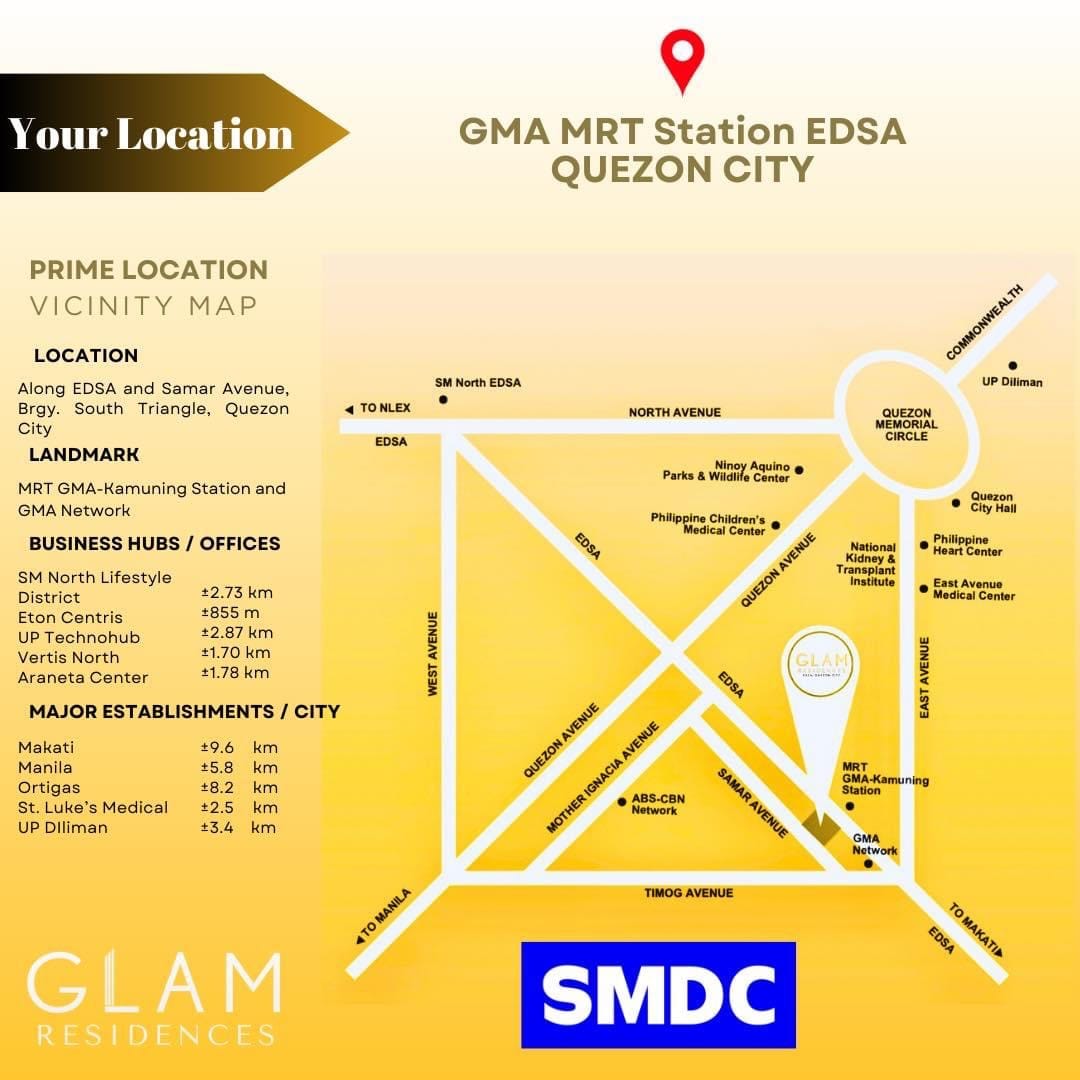 Your Location
GMA MRT Station EDSA
QUEZON CITY
PRIME LOCATION
VICINITY MAP
LOCATION
Along EDSA and Samar Avenue,
Brgy. South Triangle, Quezon
City
LANDMARK
MRT GMA-Kamuning Station and
GMA Network
BUSINESS HUBS / OFFICES
SM North Lifestyle
District ±2.73 km
Eton Centris ±855 m
UP Technohub ±2.87 km
Vertis North ±1.70 km
Araneta Center ±1.78 km
MAJOR ESTABLISHMENTS / CITY
Makati ±9.6 km
Manila ±5.8 km
Ortigas ±8.2 km
St. Luke's Medical ±2.5 km
UP DIliman ±3.4 km
GLAM
RESIDENCES
COMMONWEALTH
UP Diliman
SM North EDSA
TO NLEX
EDSA
NORTH AVENUE
QUEZON
MEMORIAL
CIRCLE
Ninoy Aquino
Parks & Wildlife Center
Quezon
City Hall
Philippine Children's
Medical Center
EDSA
QUEZON AVENUE
National
Kidney &
Transplant
Institute
Philippine
Heart Center
East Avenue
Medical Center
WEST AVENUE
EAST AVENUE
GLAM
RESIDENCES
EDSA
QUEZON AVENUE
MOTHER IGNACIA AVENUE
SAMAR AVENUE
ABS-CBN
Network
MRT
GMA-Kamuning
Station
GMA
Network
TIMOG AVENUE
TO MANILA
TO MAKATI
EDSA
SMDC